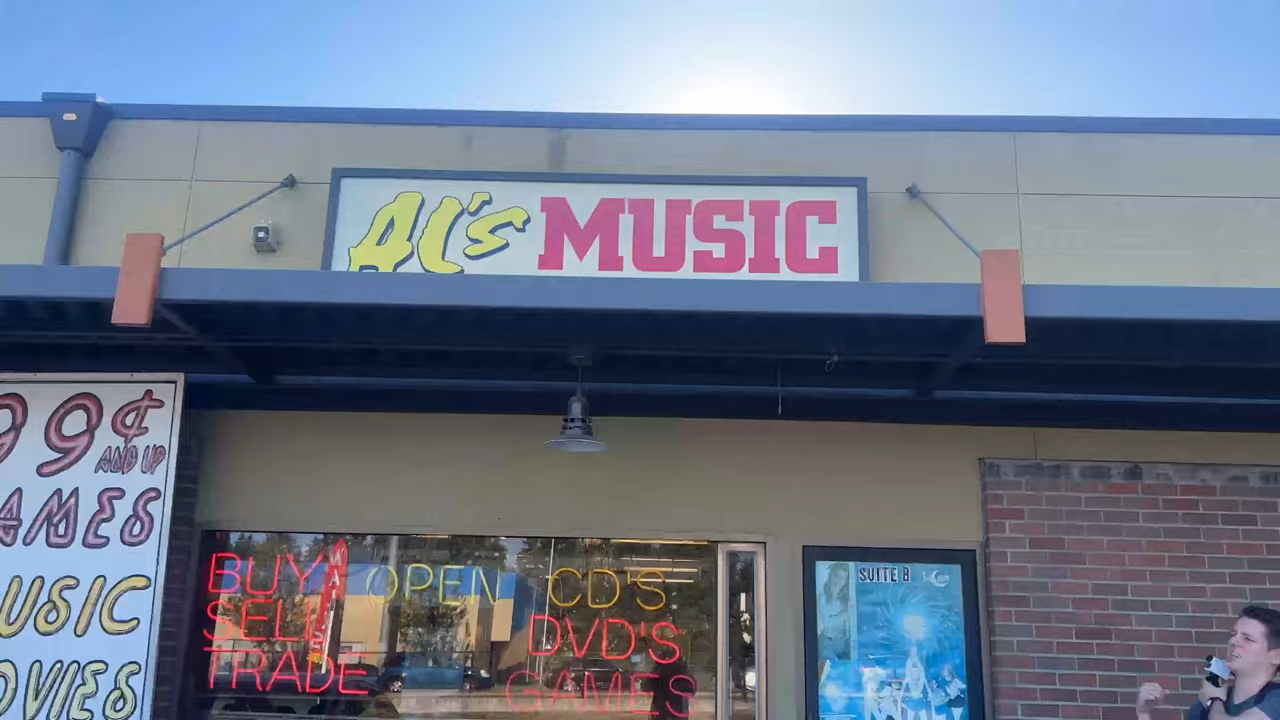 Al's MUSIC
99¢
AND UP
AMES
USIC
OVIES
BUY
SELL
TRADE
OPEN
CD'S
DVD'S
GAMES
SUITE B